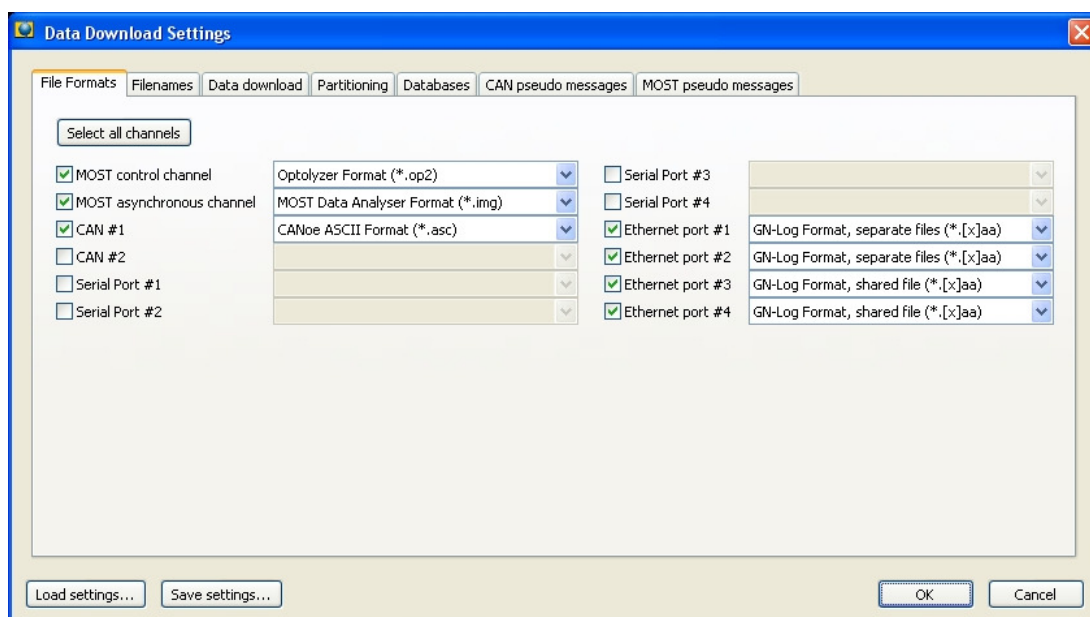 Data Download Settings
File Formats Filenames Data download Partitioning Databases CAN pseudo messages MOST pseudo messages
Select all channels
MOST control channel Optolyzer Format (*.op2)
MOST asynchronous channel MOST Data Analyser Format (*.img)
CAN #1 CANoe ASCII Format (*.asc)
CAN #2
Serial Port #1
Serial Port #2
Serial Port #3
Serial Port #4
Ethernet port #1 GN-Log Format, separate files (*.[x]aa)
Ethernet port #2 GN-Log Format, separate files (*.[x]aa)
Ethernet port #3 GN-Log Format, shared file (*.[x]aa)
Ethernet port #4 GN-Log Format, shared file (*.[x]aa)
Load settings... Save settings... OK Cancel